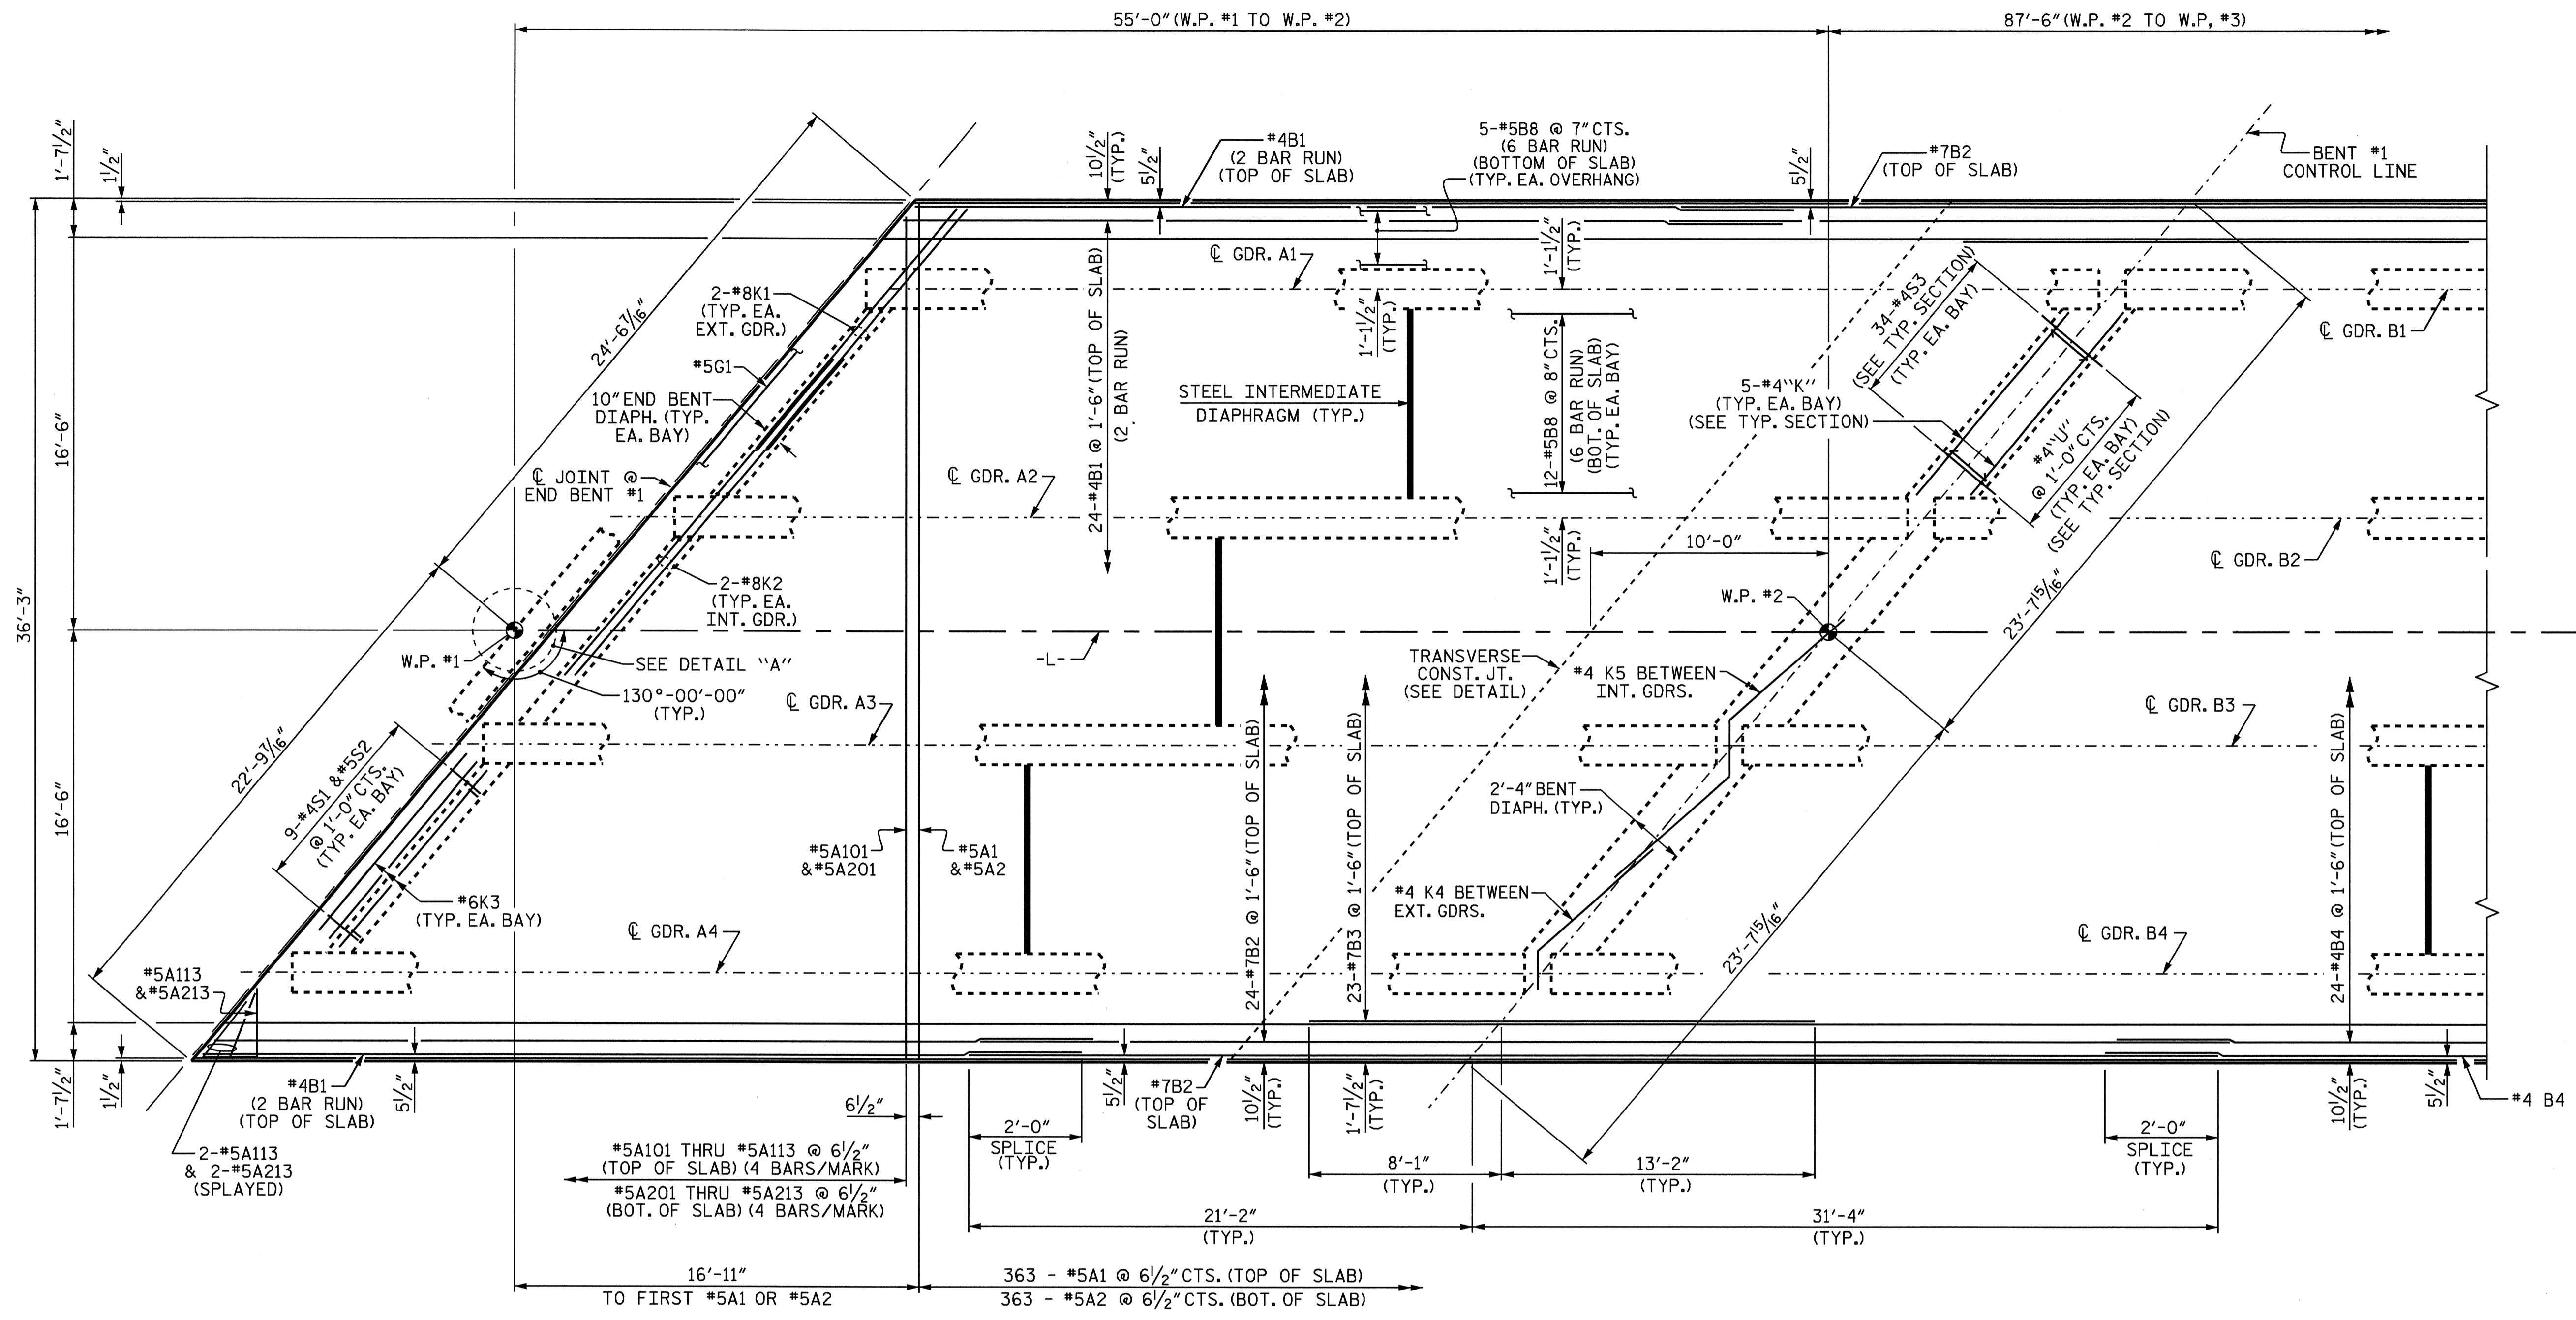 55'-0" (W.P. #1 TO W.P. #2)
87'-6" (W.P. #2 TO W.P, #3)
1'-7½"
1½"
10½"
(TYP.)
5½"
#4B1
(2 BAR RUN)
(TOP OF SLAB)
5-#5B8 @ 7" CTS.
(6 BAR RUN)
(BOTTOM OF SLAB)
(TYP. EA. OVERHANG)
5½"
#7B2
(TOP OF SLAB)
BENT #1
CONTROL LINE
36'-3"
16'-6"
16'-6"
24'-6 7/16"
22'-9 7/16"
2-#8K1
(TYP. EA.
EXT. GDR.)
#5G1
10" END BENT
DIAPH. (TYP.
EA. BAY)
℄ JOINT @
END BENT #1
24-#4B1 @ 1'-6" (TOP OF SLAB)
(2 BAR RUN)
℄ GDR. A1
1'-1½"
(TYP.)
1'-1½"
(TYP.)
STEEL INTERMEDIATE
DIAPHRAGM (TYP.)
12-#5B8 @ 8" CTS.
(6 BAR RUN)
(BOT. OF SLAB)
(TYP. EA. BAY)
34-#4S3
(SEE TYP. SECTION)
(TYP. EA. BAY)
5-#4"K"
(TYP. EA. BAY)
(SEE TYP. SECTION)
#4"U"
@ 1'-0" CTS.
(TYP. EA. BAY)
(SEE TYP. SECTION)
℄ GDR. B1
℄ GDR. A2
1'-1½"
(TYP.)
10'-0"
℄ GDR. B2
2-#8K2
(TYP. EA.
INT. GDR.)
W.P. #1
SEE DETAIL "A"
130°-00'-00"
(TYP.)
-L-
W.P. #2
23'-7 15/16"
TRANSVERSE
CONST. JT.
(SEE DETAIL)
#4 K5 BETWEEN
INT. GDRS.
℄ GDR. A3
℄ GDR. B3
9-#4S1 & #5S2
@ 1'-0" CTS.
(TYP. EA. BAY)
24-#7B2 @ 1'-6" (TOP OF SLAB)
23-#7B3 @ 1'-6" (TOP OF SLAB)
2'-4" BENT
DIAPH. (TYP.)
24-#4B4 @ 1'-6" (TOP OF SLAB)
#5A101
&#5A201
#5A1
&#5A2
#6K3
(TYP. EA. BAY)
#4 K4 BETWEEN
EXT. GDRS.
23'-7 15/16"
℄ GDR. A4
℄ GDR. B4
#5A113
&#5A213
1'-7½"
1½"
#4B1
(2 BAR RUN)
(TOP OF SLAB)
5½"
2-#5A113
& 2-#5A213
(SPLAYED)
6½"
2'-0"
SPLICE
(TYP.)
5½"
#7B2
(TOP OF
SLAB)
10½"
(TYP.)
1'-7½"
(TYP.)
2'-0"
SPLICE
(TYP.)
10½"
(TYP.)
5½"
#4 B4
#5A101 THRU #5A113 @ 6½"
(TOP OF SLAB) (4 BARS/MARK)
#5A201 THRU #5A213 @ 6½"
(BOT. OF SLAB) (4 BARS/MARK)
8'-1"
(TYP.)
13'-2"
(TYP.)
21'-2"
(TYP.)
31'-4"
(TYP.)
16'-11"
TO FIRST #5A1 OR #5A2
363 - #5A1 @ 6½" CTS. (TOP OF SLAB)
363 - #5A2 @ 6½" CTS. (BOT. OF SLAB)